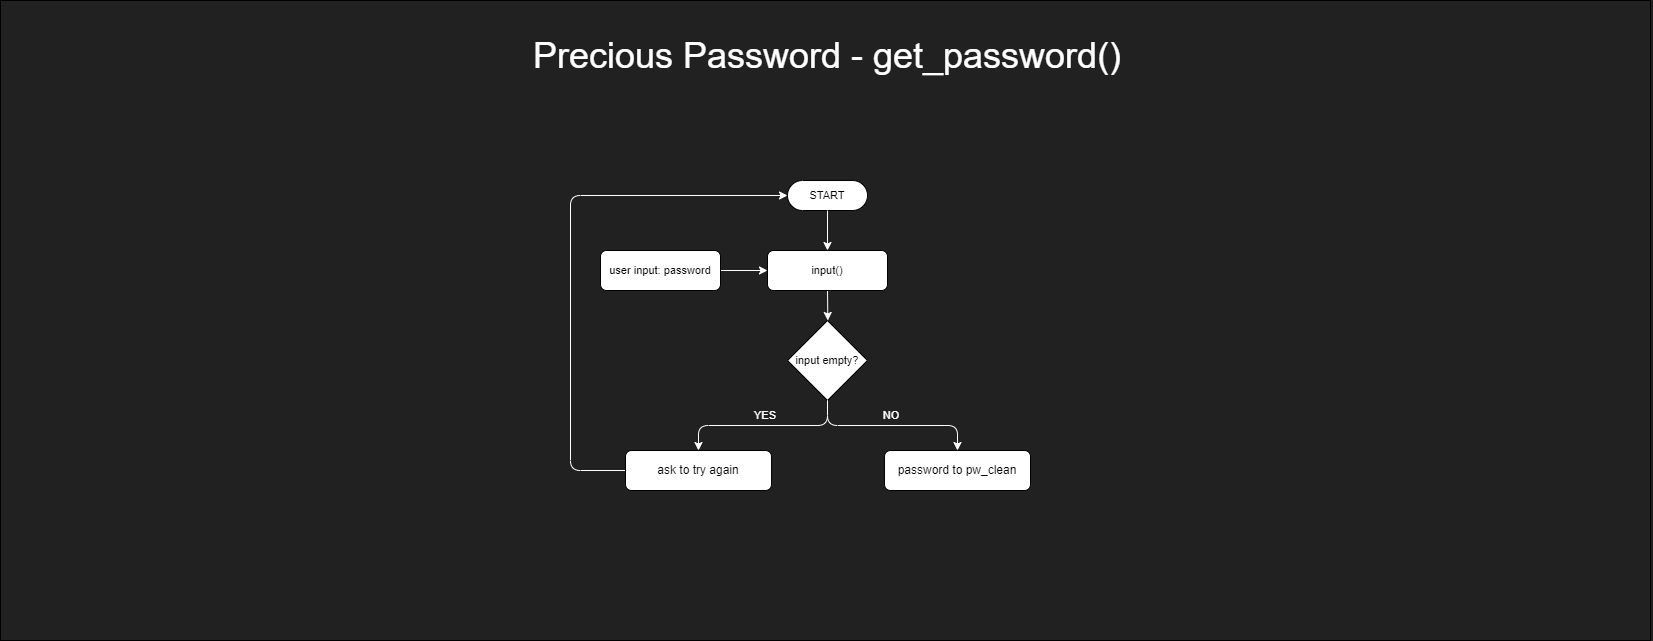 Precious Password - get_password()
START
user input: password
input()
input empty?
YES
NO
ask to try again
password to pw_clean